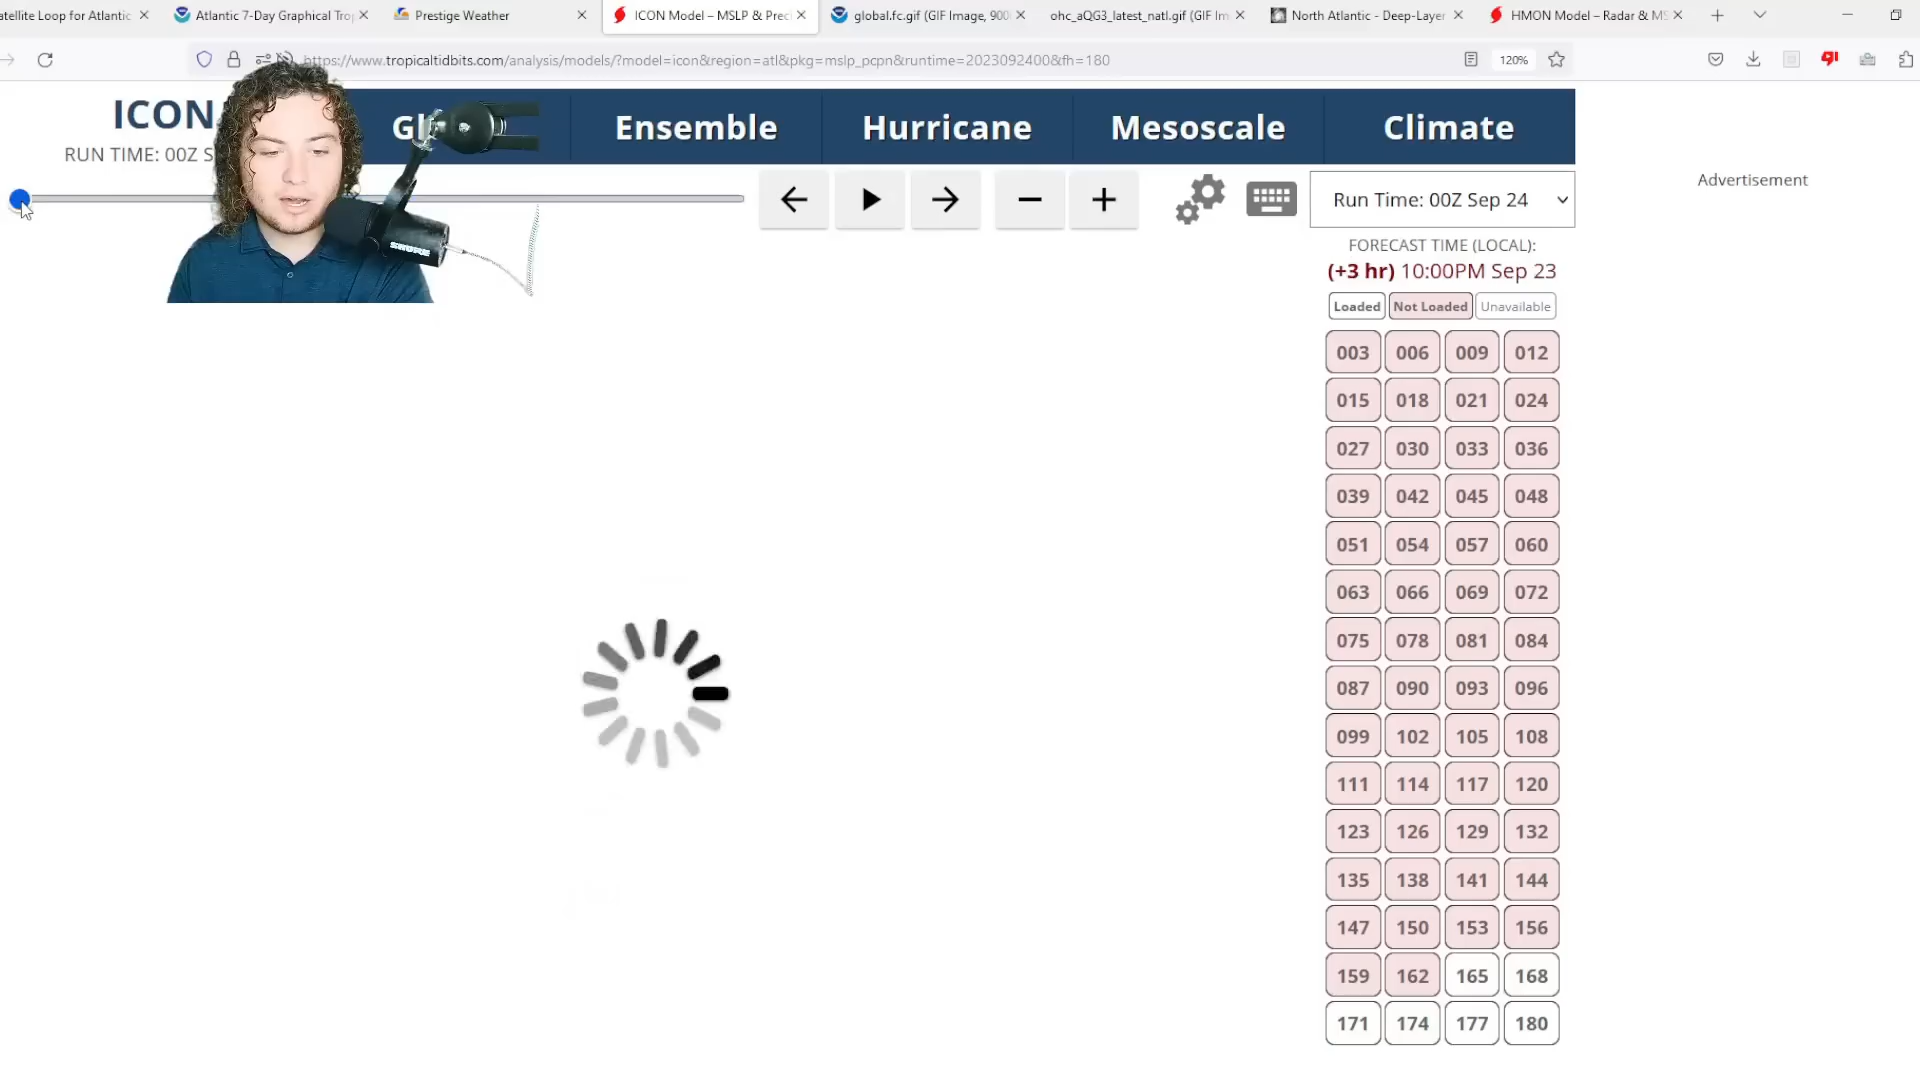 atellite Loop for Atlantic
Atlantic 7-Day Graphical Tro
Prestige Weather
ICON Model – MSLP & Preci
global.fc.gif (GIF Image, 900
ohc_aQG3_latest_natl.gif (GIF Im
North Atlantic - Deep-Layer
HMON Model – Radar & MS
https://www.tropicaltidbits.com/analysis/models/?model=icon&region=atl&pkg=mslp_pcpn&runtime=2023092400&fh=180
120%
ICON
RUN TIME: 00Z S
Gl
Ensemble
Hurricane
Mesoscale
Climate
Run Time: 00Z Sep 24
Advertisement
FORECAST TIME (LOCAL):
(+3 hr) 10:00PM Sep 23
Loaded Not Loaded Unavailable
003 006 009 012
015 018 021 024
027 030 033 036
039 042 045 048
051 054 057 060
063 066 069 072
075 078 081 084
087 090 093 096
099 102 105 108
111 114 117 120
123 126 129 132
135 138 141 144
147 150 153 156
159 162 165 168
171 174 177 180